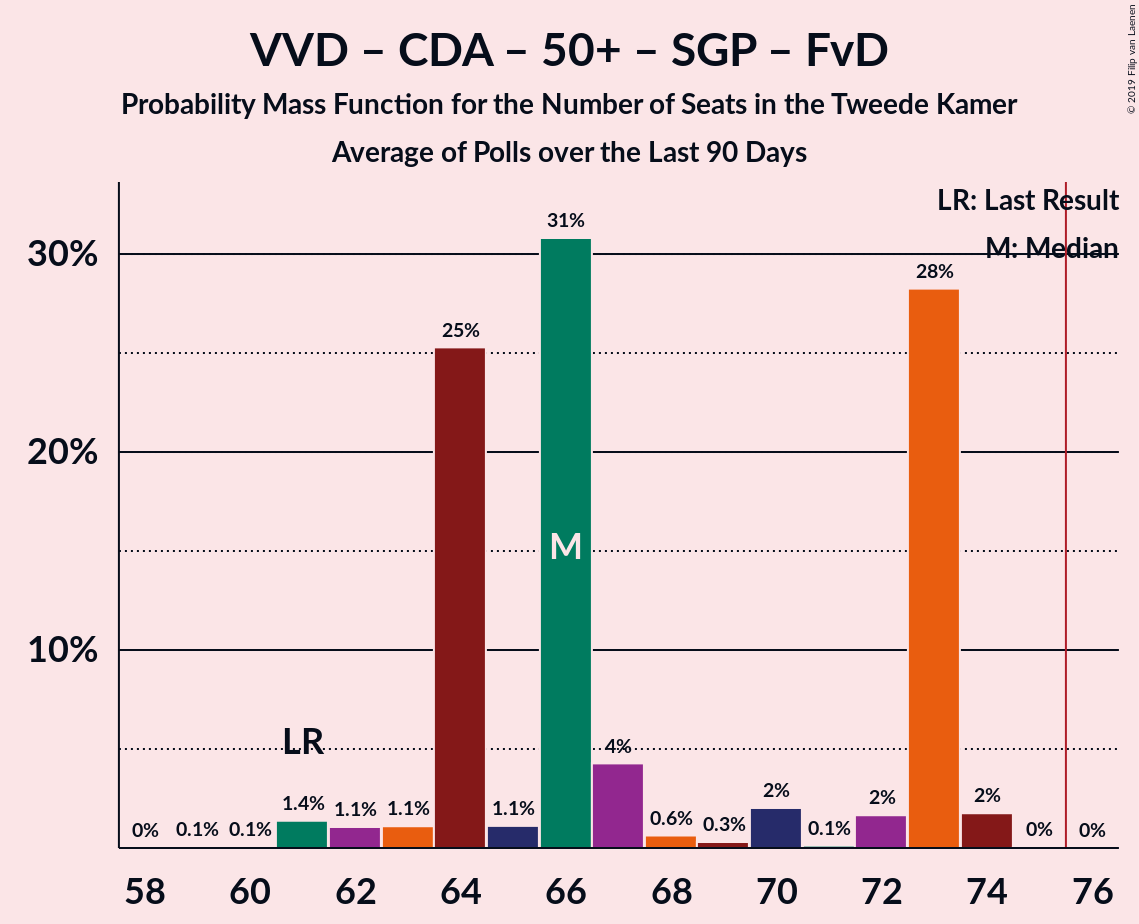 VVD – CDA – 50+ – SGP – FvD
Probability Mass Function for the Number of Seats in the Tweede Kamer
Average of Polls over the Last 90 Days
© 2019 Filip van Laenen
LR: Last Result
M: Median
30%
20%
10%
0%
0.1%
0.1%
1.4%
1.1%
1.1%
25%
1.1%
31%
4%
0.6%
0.3%
2%
0.1%
2%
28%
2%
0%
0%
LR
M
58 60 62 64 66 68 70 72 74 76